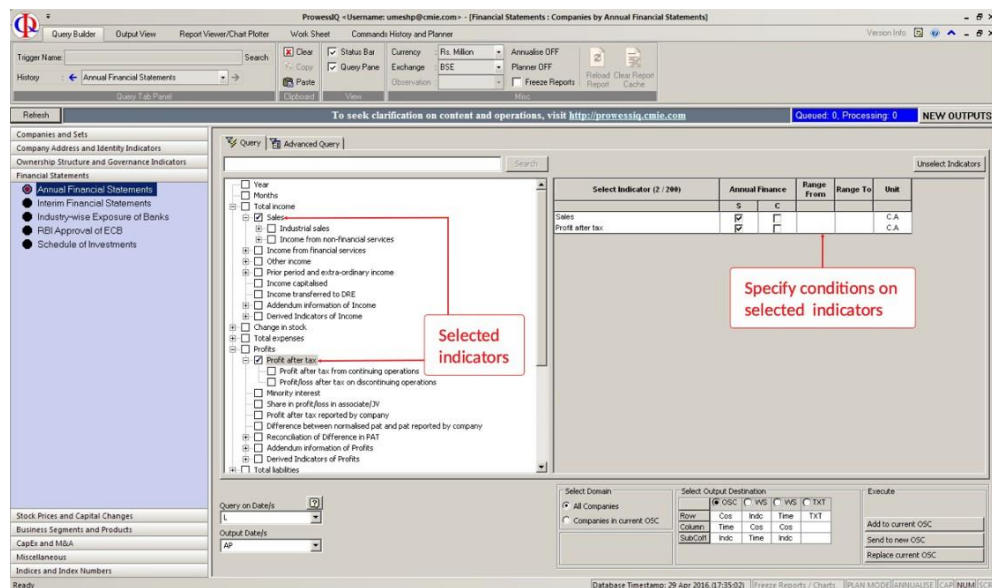 ProwessIQ <Username: umeshp@cmie.com> - [Financial Statements : Companies by Annual Financial Statements]
Query Builder Output View Report Viewer/Chart Plotter Work Sheet Commands History and Planner Version Info
Trigger Name: Search
History : Annual Financial Statements
Query Tab Panel
Clear
Copy
Paste
Clipboard
Status Bar
Query Pane
View
Currency : Rs. Million
Exchange : BSE
Observation :
Annualise OFF
Planner OFF
Freeze Reports
Misc
Reload Report
Clear Report Cache
Refresh To seek clarification on content and operations, visit http://prowessiq.cmie.com Queued: 0, Processing: 0 NEW OUTPUTS
Companies and Sets
Company Address and Identity Indicators
Ownership Structure and Governance Indicators
Financial Statements
Annual Financial Statements
Interim Financial Statements
Industry-wise Exposure of Banks
RBI Approval of ECB
Schedule of Investments
Stock Prices and Capital Changes
Business Segments and Products
CapEx and M&A
Miscellaneous
Indices and Index Numbers
Query Advanced Query
Search Unselect Indicators
Year
Months
Total income
Sales
Industrial sales
Income from non-financial services
Income from financial services
Other income
Prior period and extra-ordinary income
Income capitalised
Income transferred to DRE
Addendum information of Income
Derived Indicators of Income
Change in stock
Total expenses
Profits
Profit after tax
Profit after tax from continuing operations
Profit/loss after tax on discontinuing operations
Minority interest
Share in profit/loss in associate/JV
Profit after tax reported by company
Difference between normalised pat and pat reported by company
Reconciliation of Difference in PAT
Addendum information of Profits
Derived Indicators of Profits
Total liabilities
Selected
indicators
Select Indicator (2 / 200) Annual Finance Range From Range To Unit
S C
Sales C.A
Profit after tax C.A
Specify conditions on
selected indicators
Query on Date/s
L
Output Date/s
AP
Select Domain
All Companies
Companies in current OSC
Select Output Destination
OSC WS WS TXT
Row Cos Indc Time TXT
Column Time Cos Cos
SubColl Indc Time Indc
Execute
Add to current OSC
Send to new OSC
Replace current OSC
Ready Database Timestamp: 29 Apr 2016 (17:35:02) Freeze Reports / Charts PLAN MODE ANNUALISE CAP NUM SCR